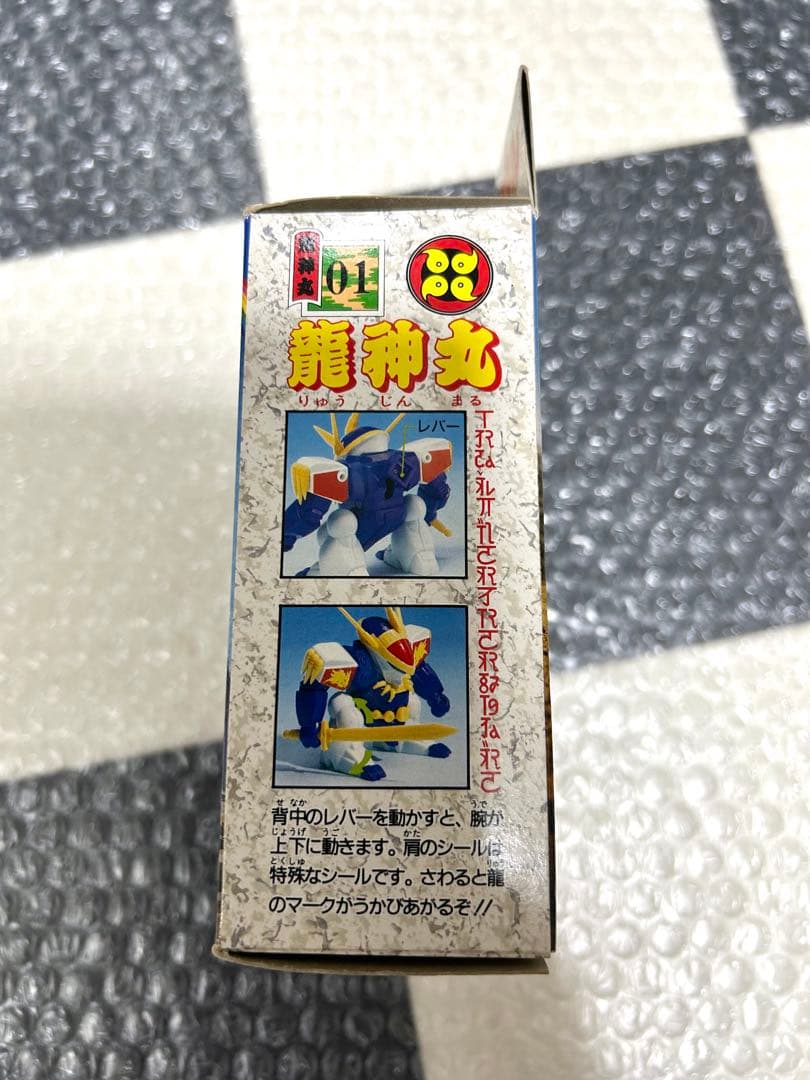 龍神丸
01
龍神丸
りゅう じん まる
レバー
背中のレバーを動かすと、腕が
上下に動きます。肩のシールは
特殊なシールです。さわると龍
のマークがうかびあがるぞ!!